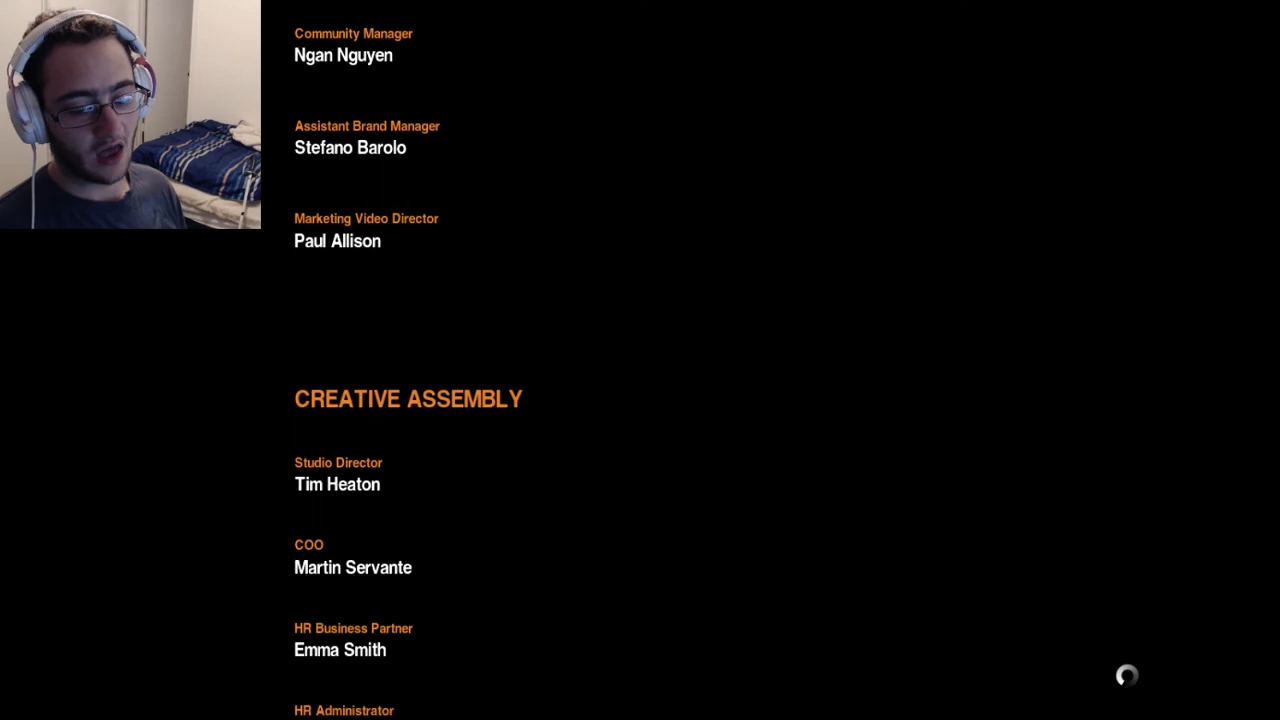 Community Manager
Ngan Nguyen
Assistant Brand Manager
Stefano Barolo
Marketing Video Director
Paul Allison
CREATIVE ASSEMBLY
Studio Director
Tim Heaton
COO
Martin Servante
HR Business Partner
Emma Smith
HR Administrator